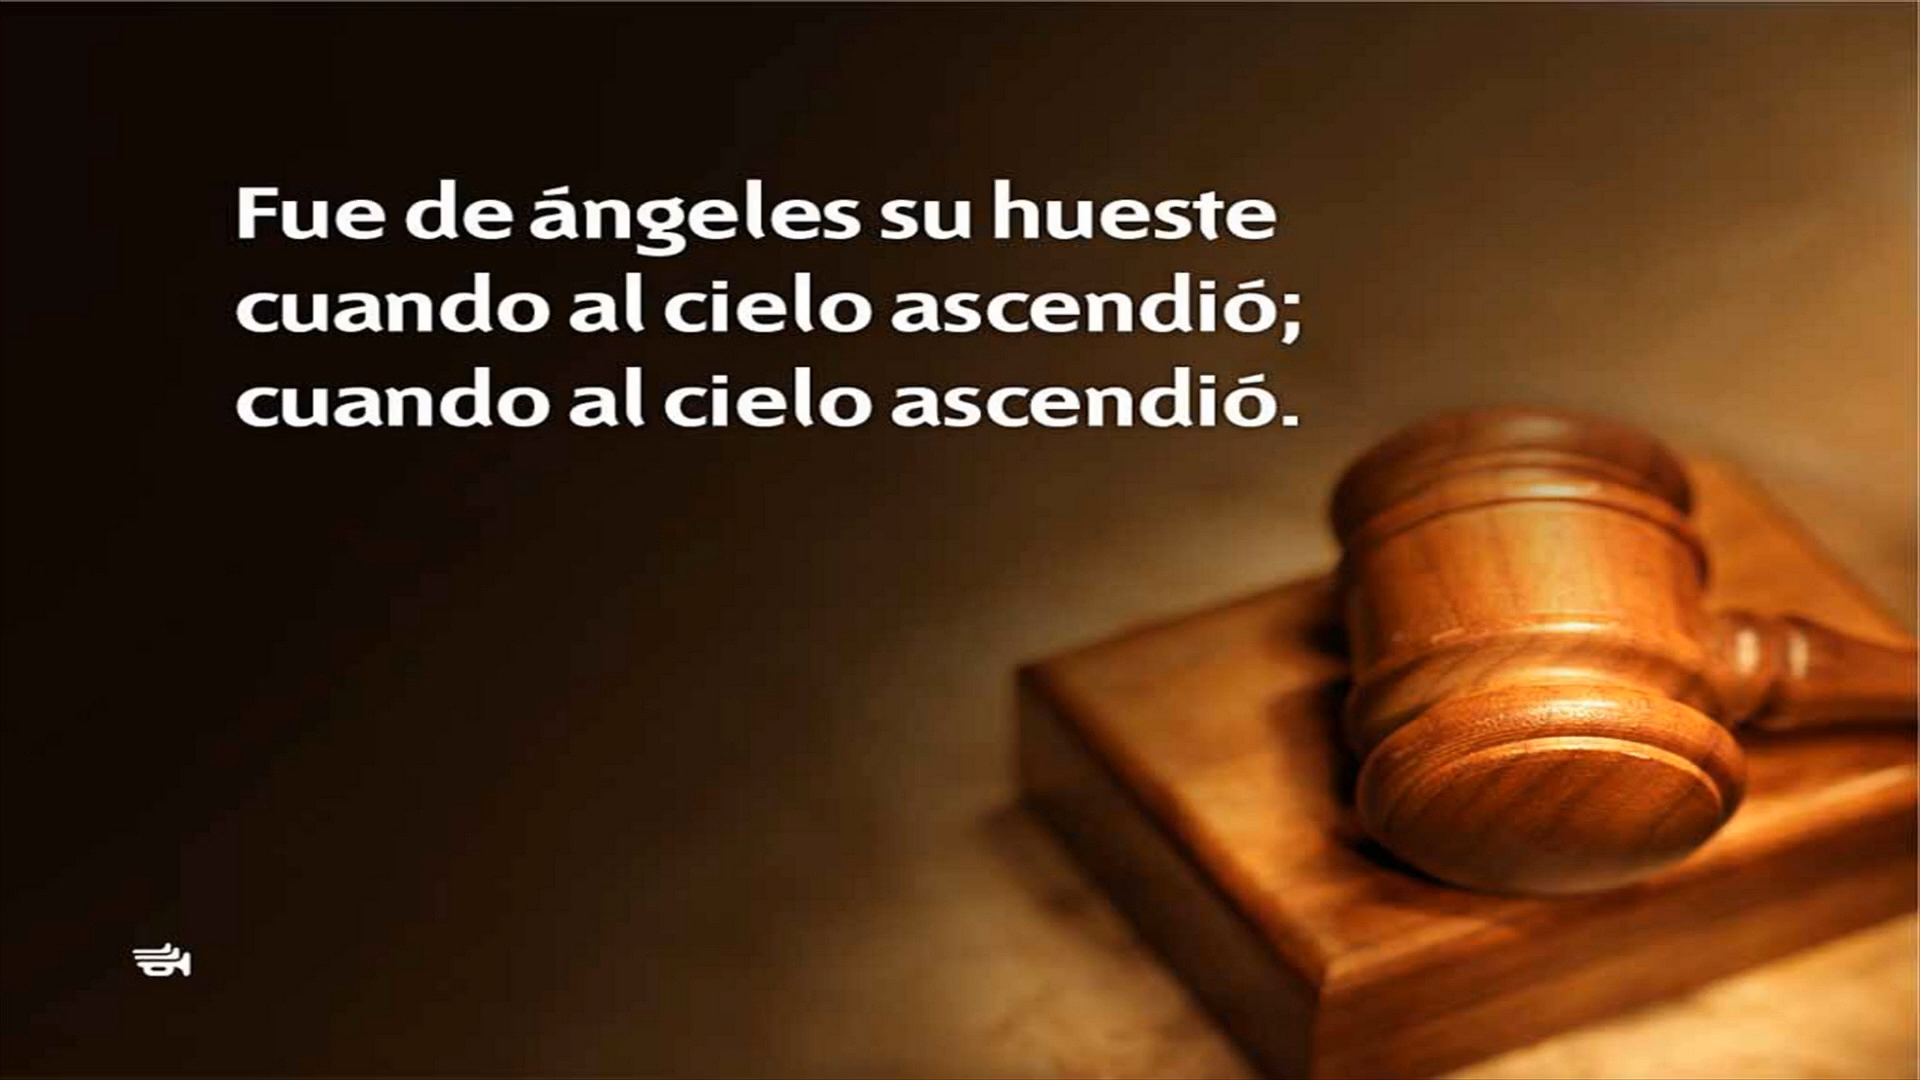 Fue de ángeles su hueste
cuando al cielo ascendió;
cuando al cielo ascendió.